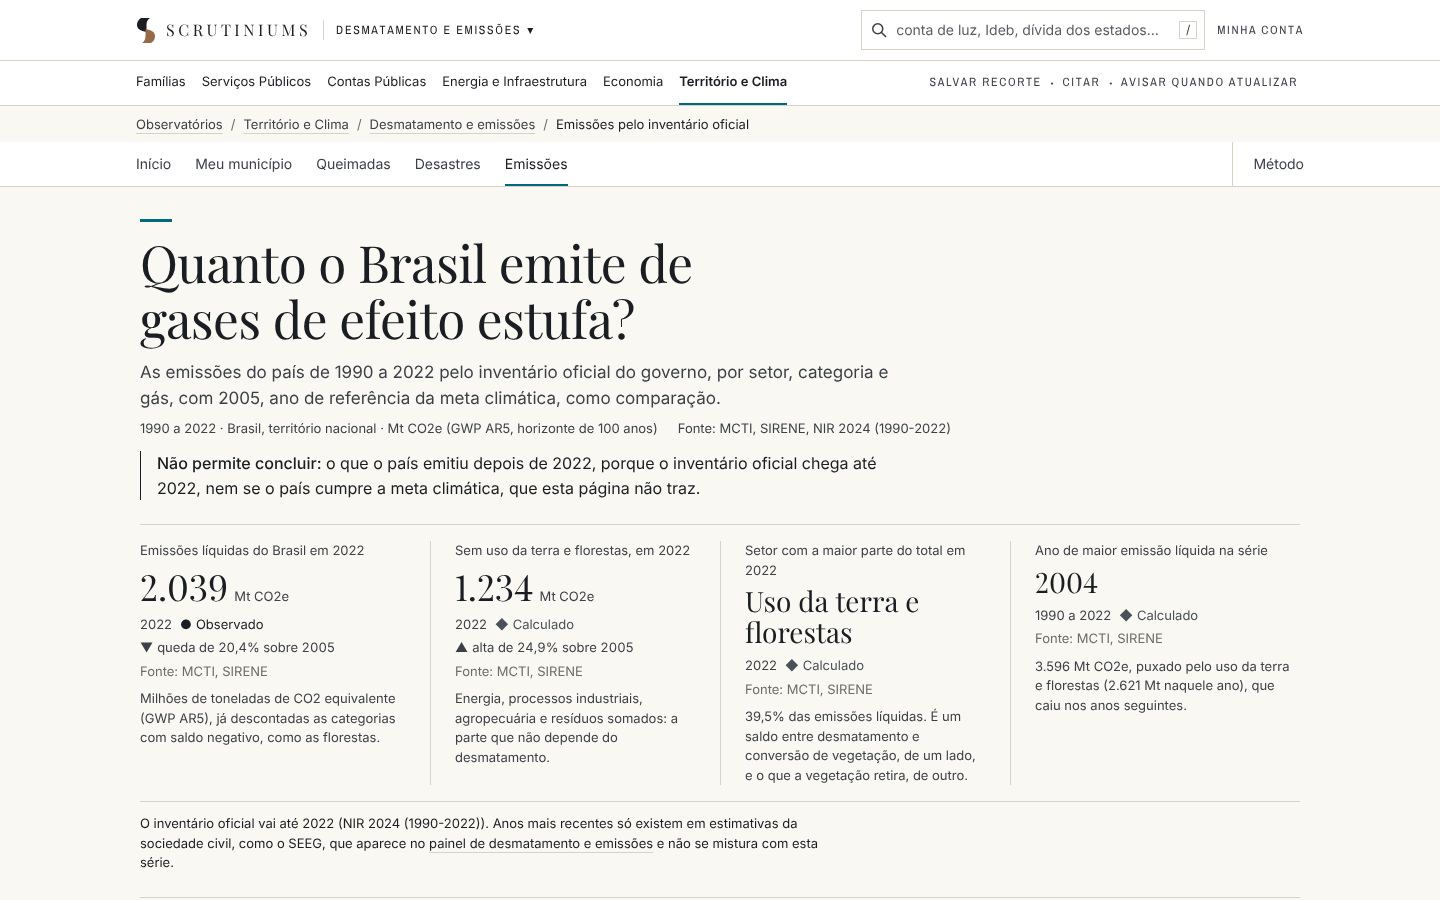 SCRUTINIUMS
DESMATAMENTO E EMISSÕES ▾
conta de luz, Ideb, dívida dos estados...
/
MINHA CONTA
Famílias
Serviços Públicos
Contas Públicas
Energia e Infraestrutura
Economia
Território e Clima
SALVAR RECORTE • CITAR • AVISAR QUANDO ATUALIZAR
Observatórios / Território e Clima / Desmatamento e emissões / Emissões pelo inventário oficial
Início
Meu município
Queimadas
Desastres
Emissões
Método
Quanto o Brasil emite de
gases de efeito estufa?
As emissões do país de 1990 a 2022 pelo inventário oficial do governo, por setor, categoria e
gás, com 2005, ano de referência da meta climática, como comparação.
1990 a 2022 · Brasil, território nacional · Mt CO2e (GWP AR5, horizonte de 100 anos) Fonte: MCTI, SIRENE, NIR 2024 (1990-2022)
Não permite concluir: o que o país emitiu depois de 2022, porque o inventário oficial chega até
2022, nem se o país cumpre a meta climática, que esta página não traz.
Emissões líquidas do Brasil em 2022
2.039 Mt CO2e
2022 ● Observado
▼ queda de 20,4% sobre 2005
Fonte: MCTI, SIRENE
Milhões de toneladas de CO2 equivalente
(GWP AR5), já descontadas as categorias
com saldo negativo, como as florestas.
Sem uso da terra e florestas, em 2022
1.234 Mt CO2e
2022 ◆ Calculado
▲ alta de 24,9% sobre 2005
Fonte: MCTI, SIRENE
Energia, processos industriais,
agropecuária e resíduos somados: a
parte que não depende do
desmatamento.
Setor com a maior parte do total em
2022
Uso da terra e
florestas
2022 ◆ Calculado
Fonte: MCTI, SIRENE
39,5% das emissões líquidas. É um
saldo entre desmatamento e
conversão de vegetação, de um lado,
e o que a vegetação retira, de outro.
Ano de maior emissão líquida na série
2004
1990 a 2022 ◆ Calculado
Fonte: MCTI, SIRENE
3.596 Mt CO2e, puxado pelo uso da terra
e florestas (2.621 Mt naquele ano), que
caiu nos anos seguintes.
O inventário oficial vai até 2022 (NIR 2024 (1990-2022)). Anos mais recentes só existem em estimativas da
sociedade civil, como o SEEG, que aparece no painel de desmatamento e emissões e não se mistura com esta
série.